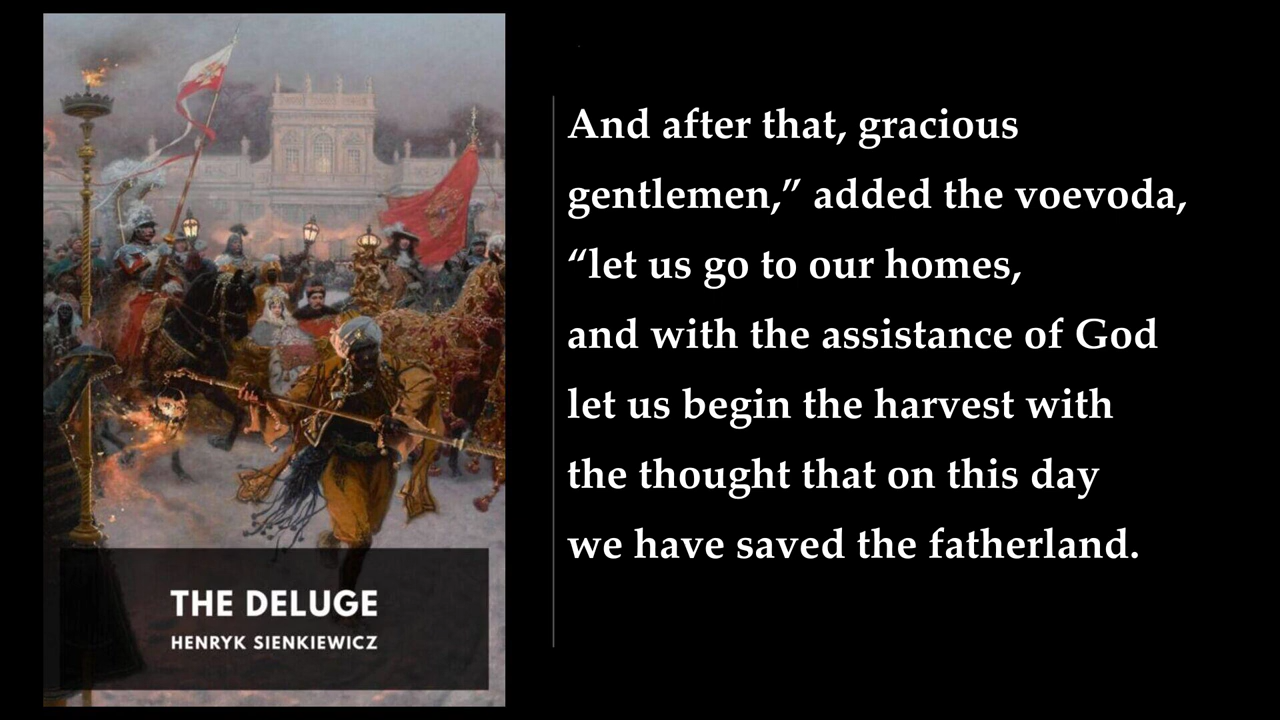 And after that, gracious
gentlemen,” added the voevoda,
“let us go to our homes,
and with the assistance of God
let us begin the harvest with
the thought that on this day
we have saved the fatherland.
THE DELUGE
HENRYK SIENKIEWICZ